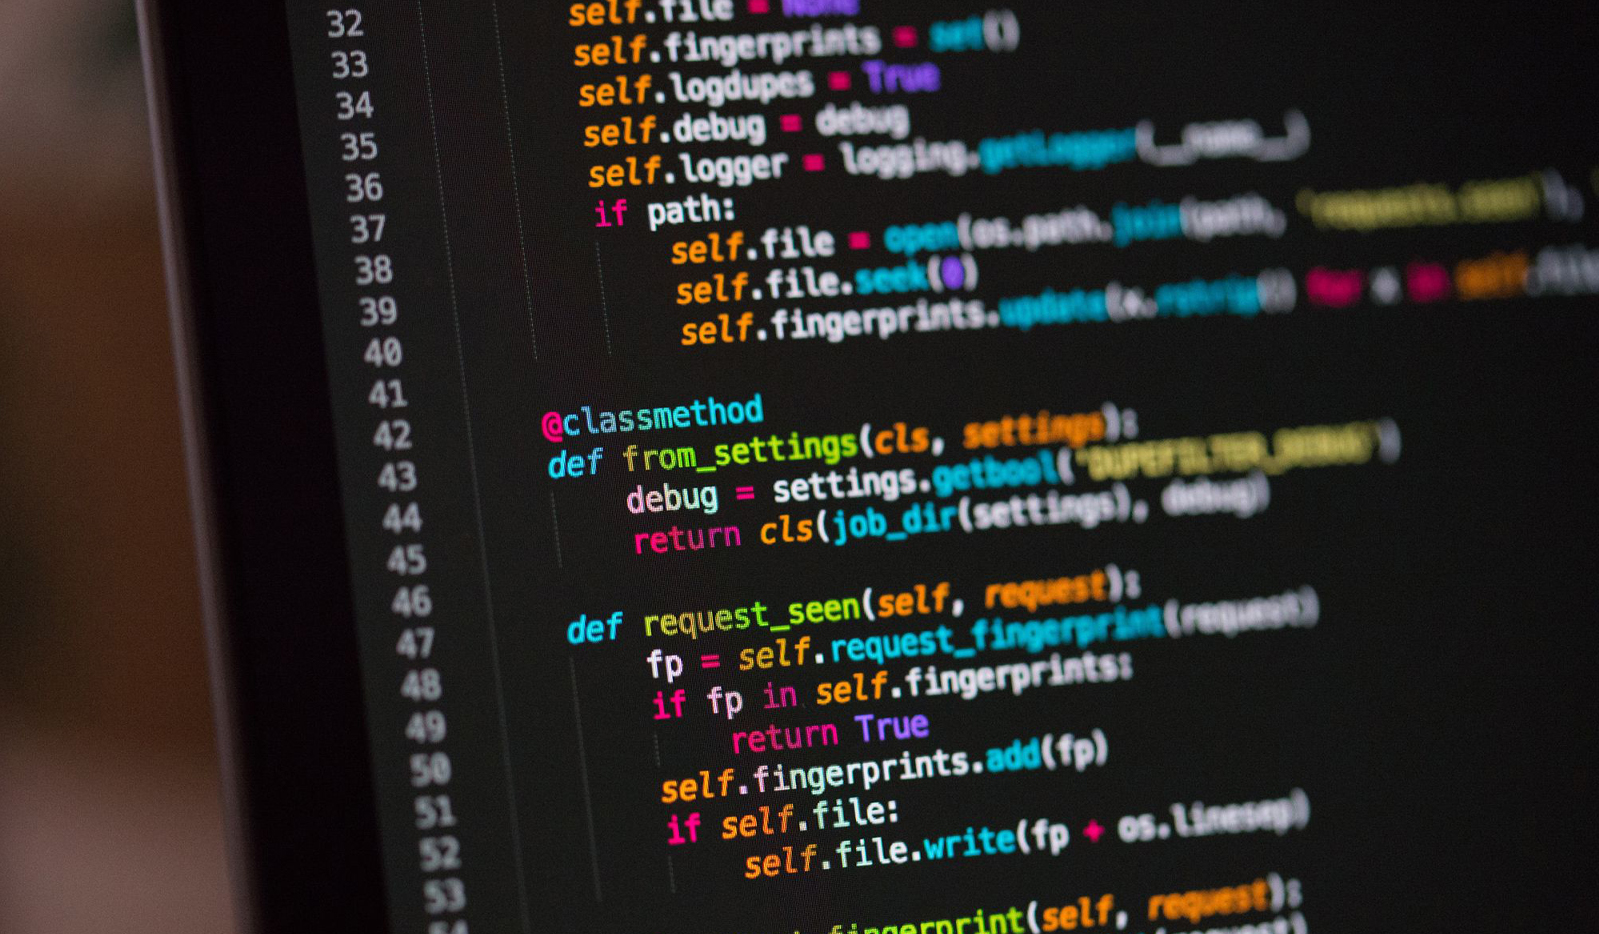 32 self.file = None
33 self.fingerprints = set()
34 self.logdupes = True
35 self.debug = debug
36 self.logger = logging.getLogger(__name__)
37 if path:
38 self.file = open(os.path.join(path, 'requests.seen'),
39 self.file.seek(0)
40 self.fingerprints.update(x.rstrip() for x in self.file
41
42 @classmethod
43 def from_settings(cls, settings):
44 debug = settings.getbool('DUPEFILTER_DEBUG')
45 return cls(job_dir(settings), debug)
46
47 def request_seen(self, request):
48 fp = self.request_fingerprint(request)
49 if fp in self.fingerprints:
50 return True
51 self.fingerprints.add(fp)
52 if self.file:
53 self.file.write(fp + os.linesep)
54
fingerprint(self, request):
request)